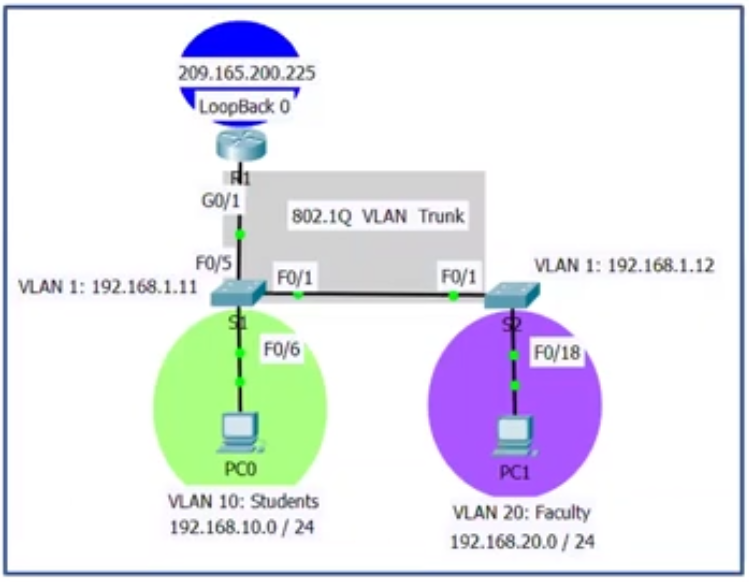 209.165.200.225
LoopBack 0
R1
G0/1
802.1Q VLAN Trunk
F0/5
VLAN 1: 192.168.1.11
F0/1
F0/1
VLAN 1: 192.168.1.12
S1
S2
F0/6
F0/18
PC0
PC1
VLAN 10: Students
192.168.10.0 / 24
VLAN 20: Faculty
192.168.20.0 / 24